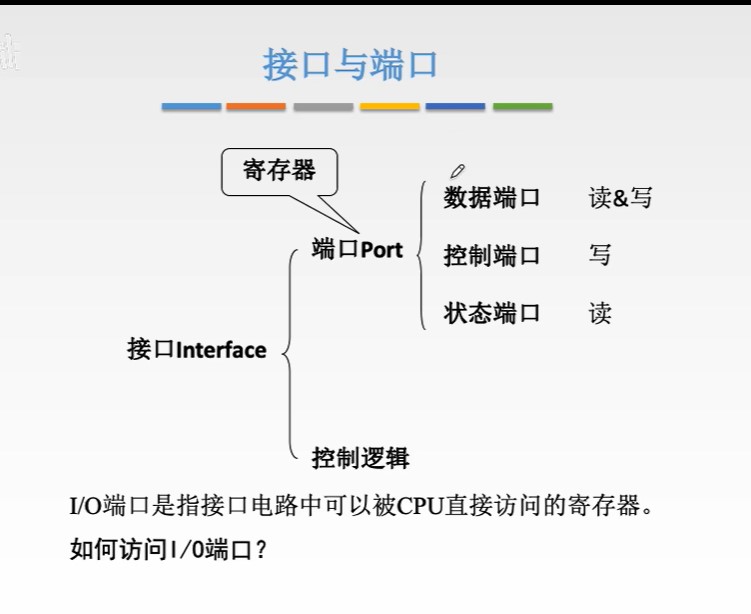 接口与端口
寄存器
数据端口 读&写
端口Port
控制端口 写
状态端口 读
接口Interface
控制逻辑
I/O端口是指接口电路中可以被CPU直接访问的寄存器。
如何访问I/O端口？